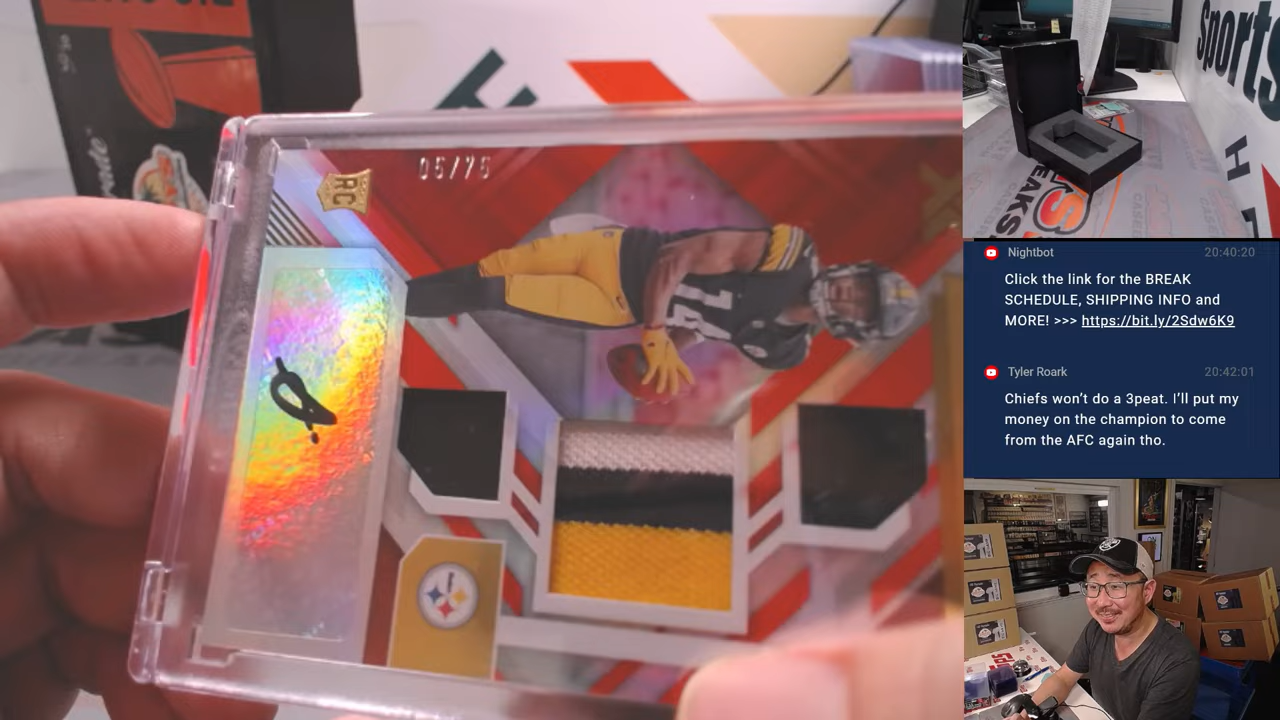 RC
05/75
14
Sports
Nightbot
20:40:20
Click the link for the BREAK
SCHEDULE, SHIPPING INFO and
MORE! >>> https://bit.ly/2Sdw6K9
Tyler Roark
20:42:01
Chiefs won't do a 3peat. I'll put my
money on the champion to come
from the AFC again tho.